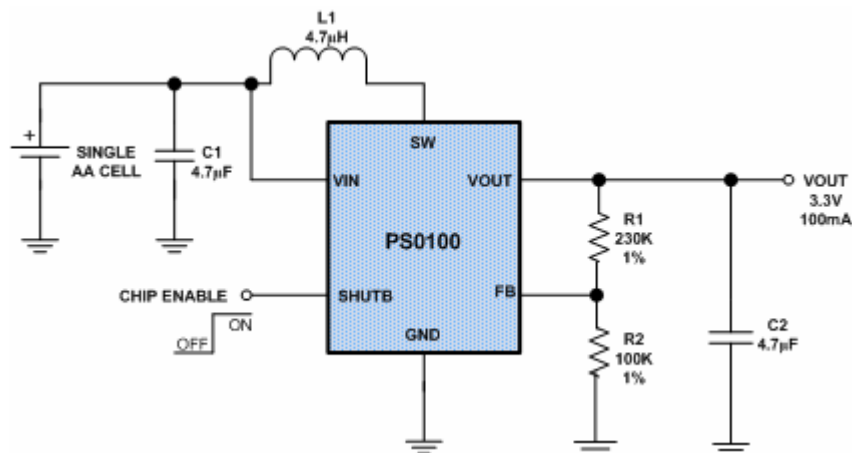 L1
4.7µH
+
SINGLE
AA CELL
C1
4.7µF
SW
VIN
VOUT
PS0100
SHUTB
FB
GND
CHIP ENABLE
ON
OFF
R1
230K
1%
R2
100K
1%
VOUT
3.3V
100mA
C2
4.7µF